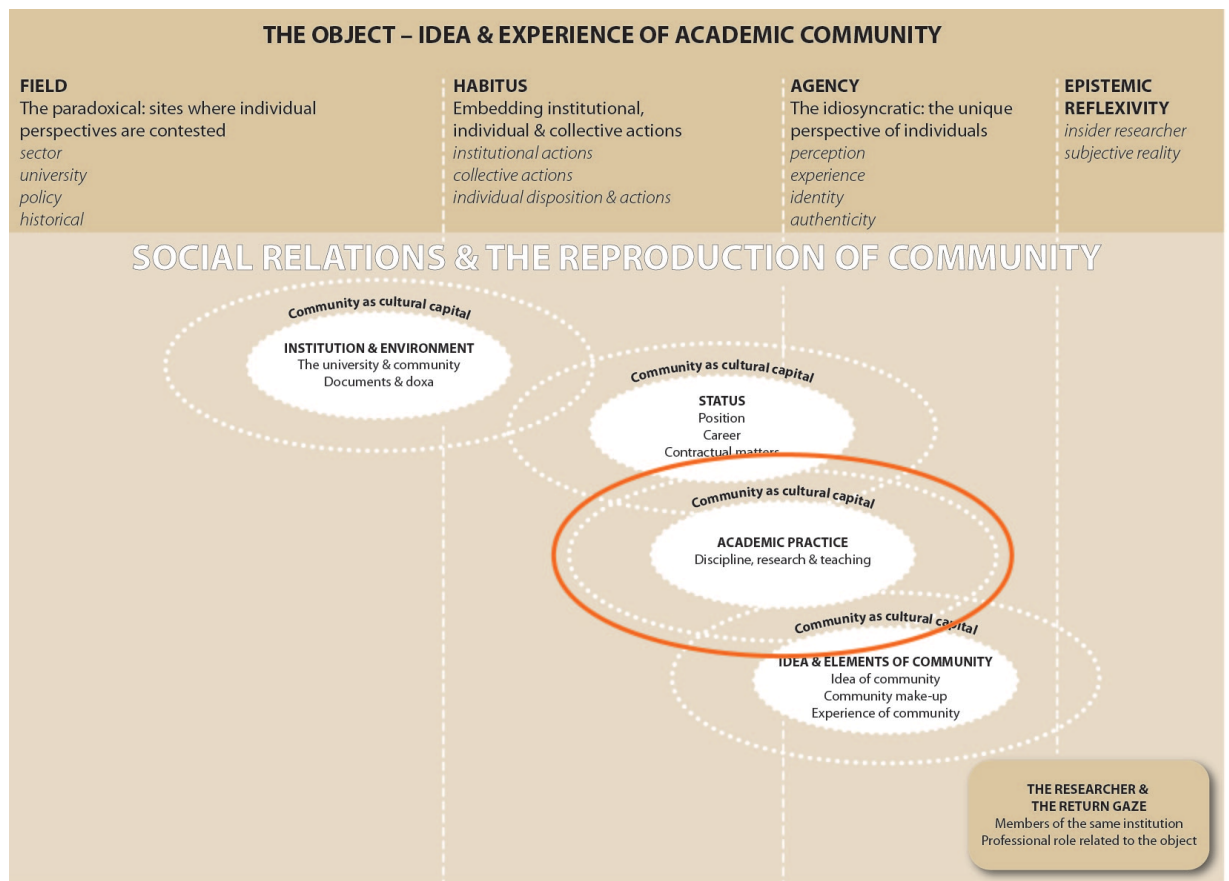 THE OBJECT – IDEA & EXPERIENCE OF ACADEMIC COMMUNITY
FIELD
The paradoxical: sites where individual
perspectives are contested
sector
university
policy
historical
HABITUS
Embedding institutional,
individual & collective actions
institutional actions
collective actions
individual disposition & actions
AGENCY
The idiosyncratic: the unique
perspective of individuals
perception
experience
identity
authenticity
EPISTEMIC
REFLEXIVITY
insider researcher
subjective reality
SOCIAL RELATIONS & THE REPRODUCTION OF COMMUNITY
Community as cultural capital
INSTITUTION & ENVIRONMENT
The university & community
Documents & doxa
Community as cultural capital
STATUS
Position
Career
Contractual matters
Community as cultural capital
ACADEMIC PRACTICE
Discipline, research & teaching
Community as cultural capital
IDEA & ELEMENTS OF COMMUNITY
Idea of community
Community make-up
Experience of community
THE RESEARCHER &
THE RETURN GAZE
Members of the same institution
Professional role related to the object